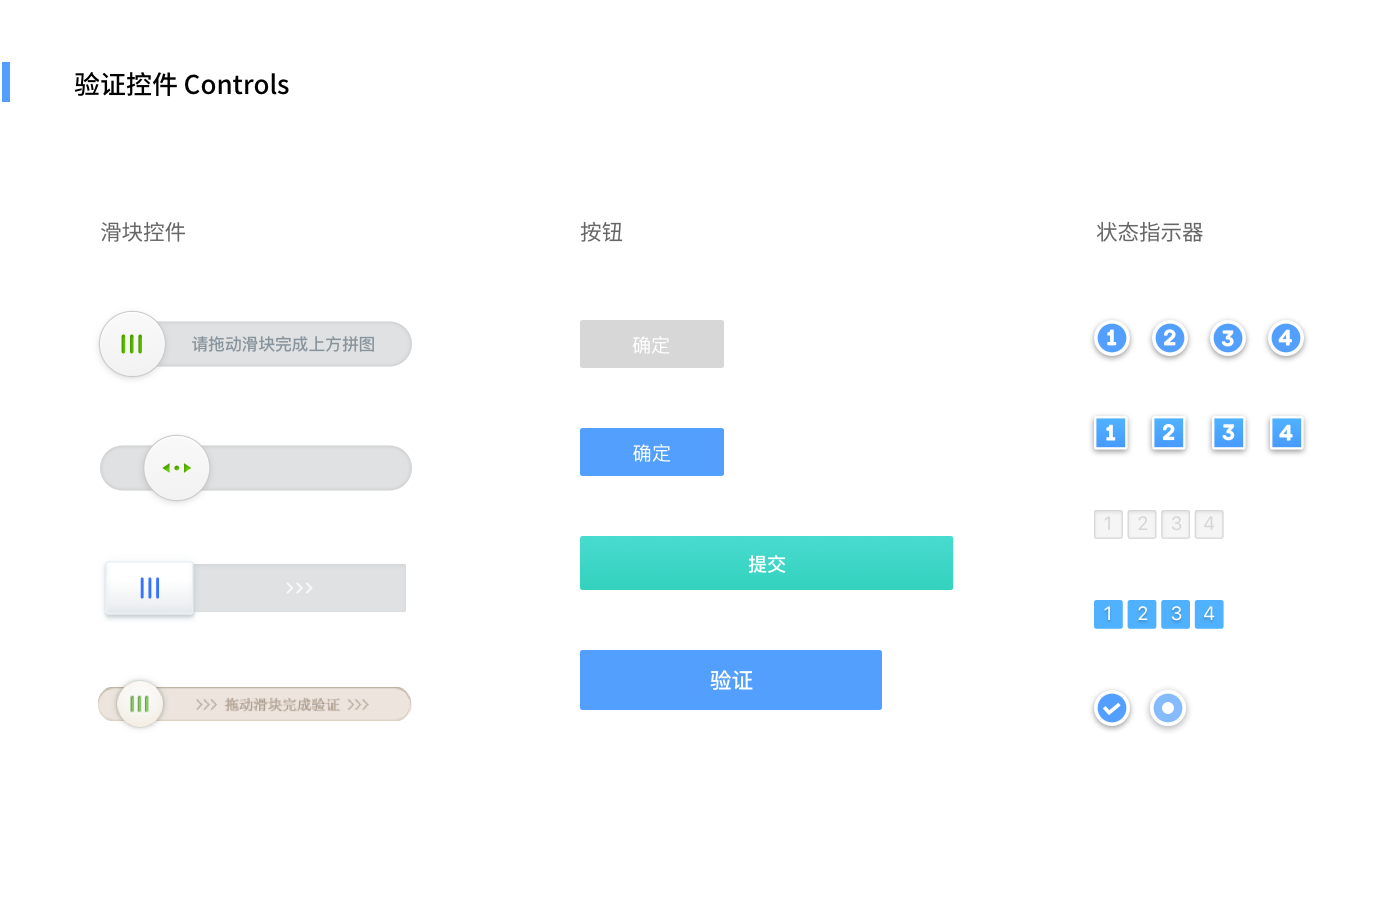 验证控件 Controls
滑块控件
按钮
状态指示器
请拖动滑块完成上方拼图
>>> 拖动滑块完成验证 >>>
确定
确定
提交
验证
1 2 3 4
1 2 3 4
1 2 3 4
1 2 3 4